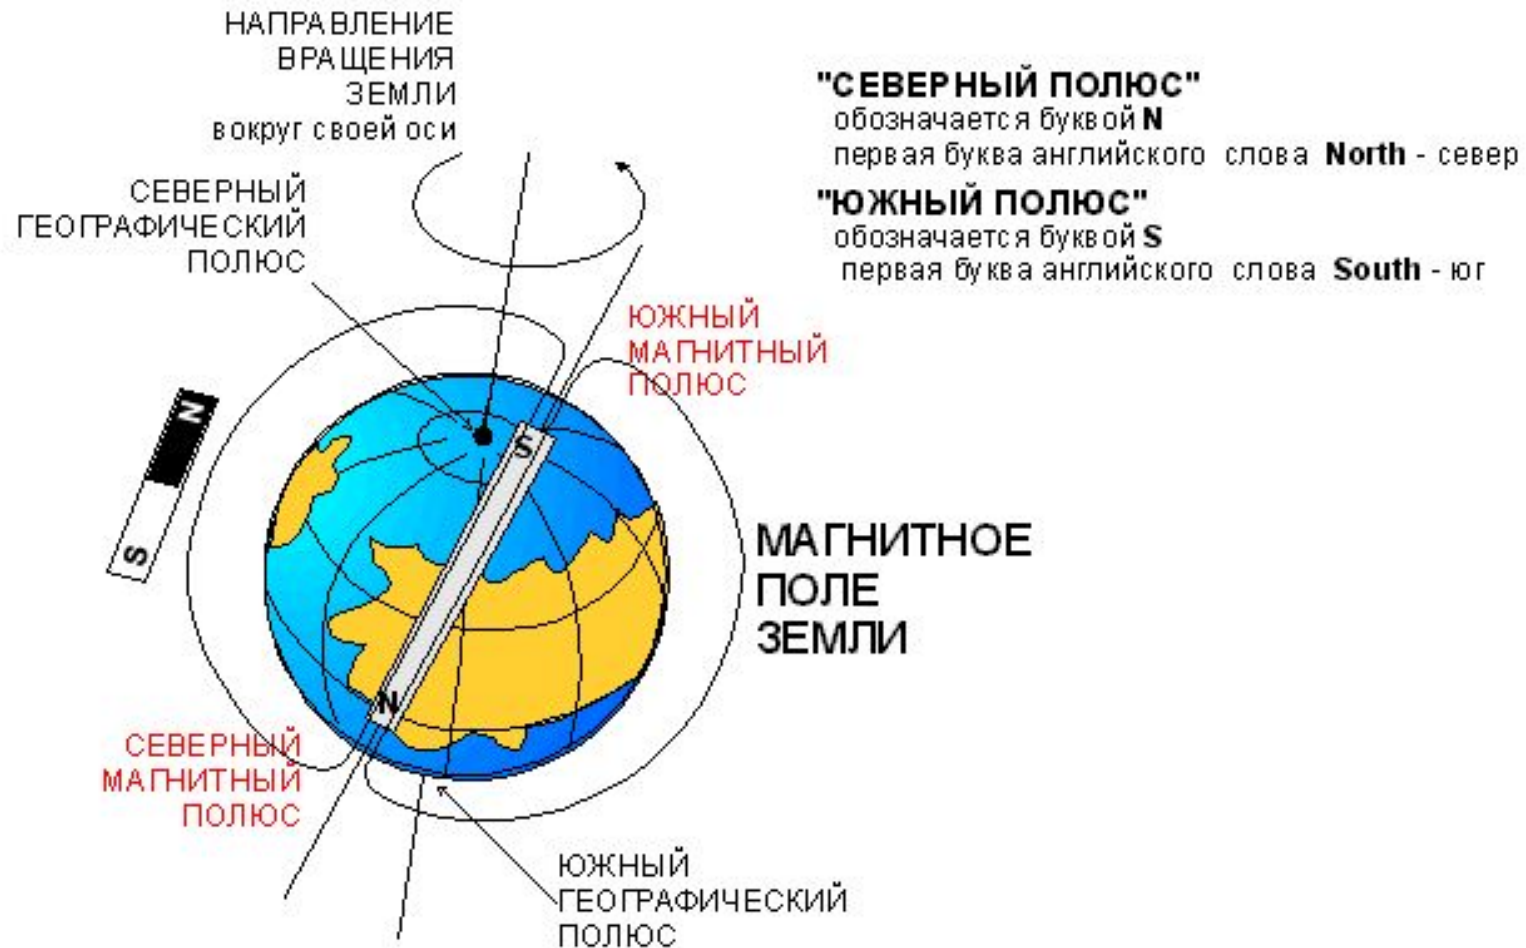 НАПРАВЛЕНИЕ
ВРАЩЕНИЯ
ЗЕМЛИ
вокруг своей оси
"СЕВЕРНЫЙ ПОЛЮС"
обозначается буквой N
первая буква английского слова North - север
"ЮЖНЫЙ ПОЛЮС"
обозначается буквой S
первая буква английского слова South - юг
СЕВЕРНЫЙ
ГЕОГРАФИЧЕСКИЙ
ПОЛЮС
ЮЖНЫЙ
МАГНИТНЫЙ
ПОЛЮС
N
S
S
N
МАГНИТНОЕ
ПОЛЕ
ЗЕМЛИ
СЕВЕРНЫЙ
МАГНИТНЫЙ
ПОЛЮС
ЮЖНЫЙ
ГЕОГРАФИЧЕСКИЙ
ПОЛЮС